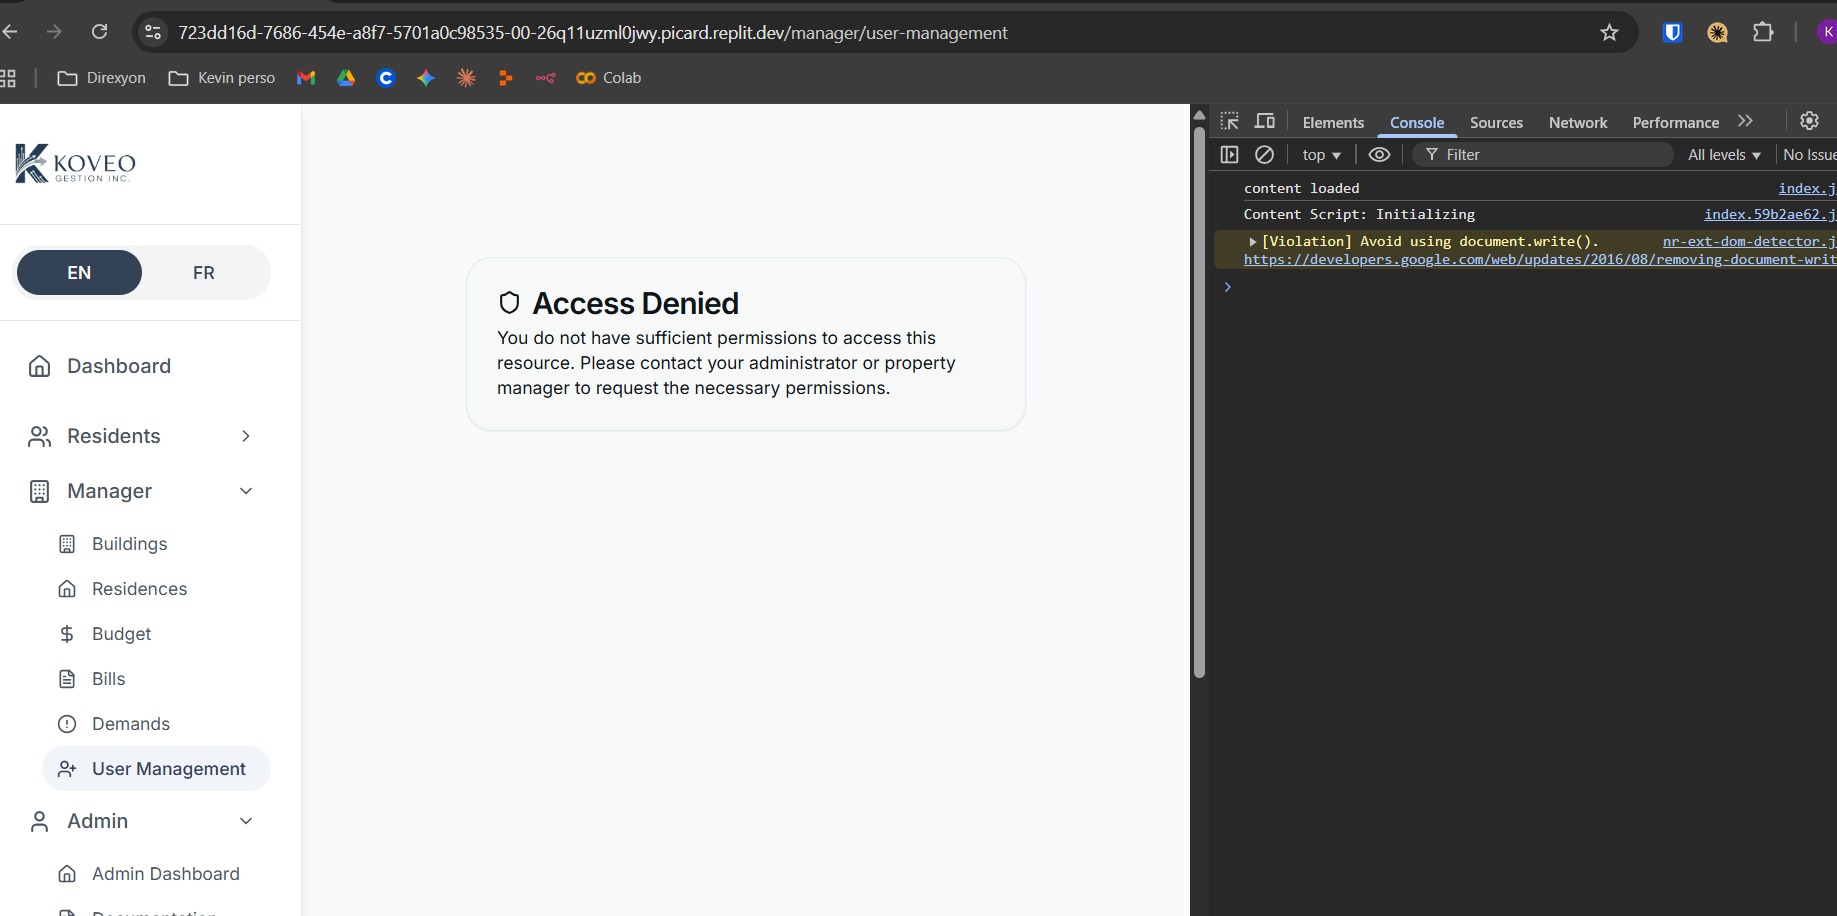 723dd16d-7686-454e-a8f7-5701a0c98535-00-26q11uzml0jwy.picard.replit.dev/manager/user-management
K
Direxyon
Kevin perso
Colab
KOVEO
GESTION INC.
EN
FR
Dashboard
Residents
Manager
Buildings
Residences
Budget
Bills
Demands
User Management
Admin
Admin Dashboard
Documentation
Access Denied
You do not have sufficient permissions to access this
resource. Please contact your administrator or property
manager to request the necessary permissions.
Elements Console Sources Network Performance
top
Filter
All levels
No Issue
content loaded index.j
Content Script: Initializing index.59b2ae62.j
[Violation] Avoid using document.write(). nr-ext-dom-detector.j
https://developers.google.com/web/updates/2016/08/removing-document-writ